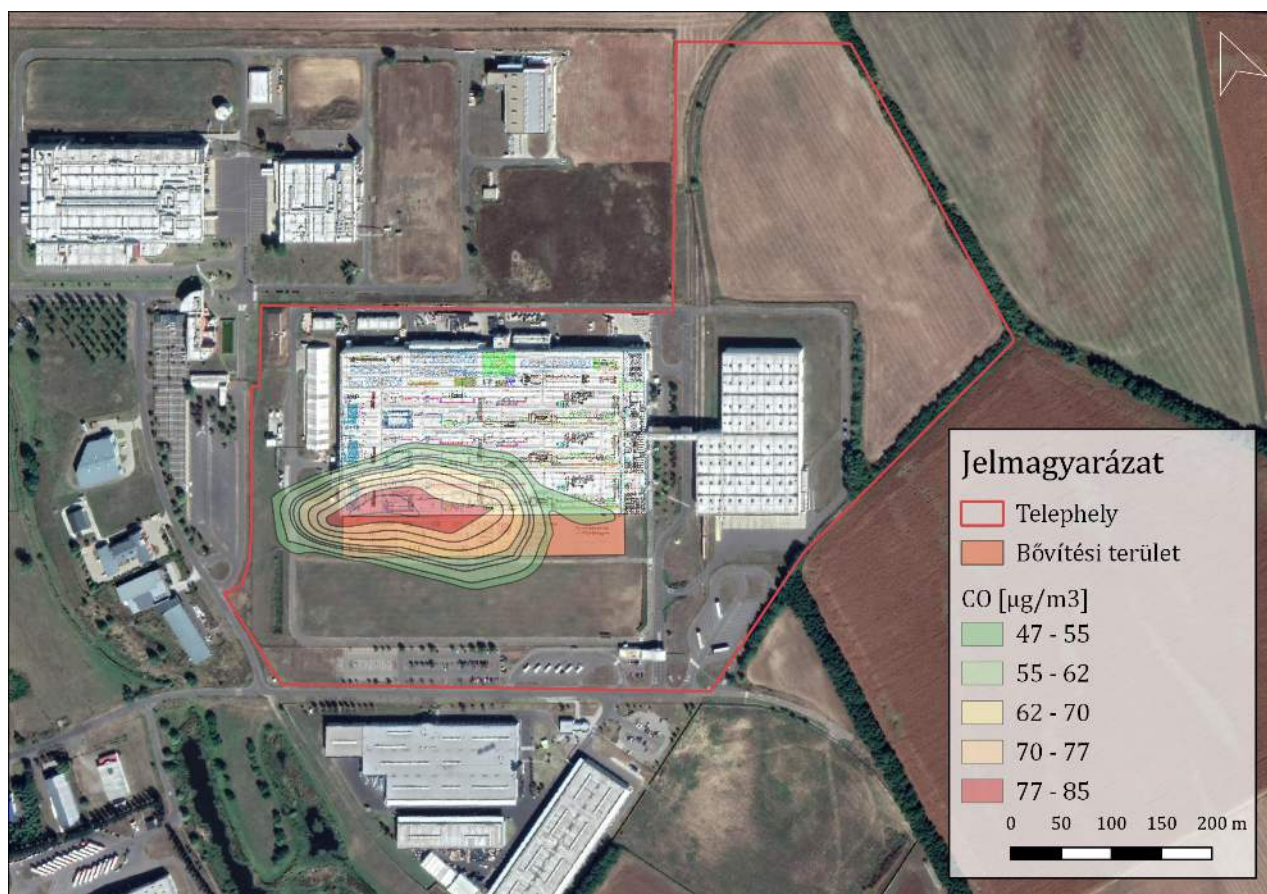 Jelmagyarázat
Telephely
Bővítési terület
CO [µg/m3]
47 - 55
55 - 62
62 - 70
70 - 77
77 - 85
0 50 100 150 200 m